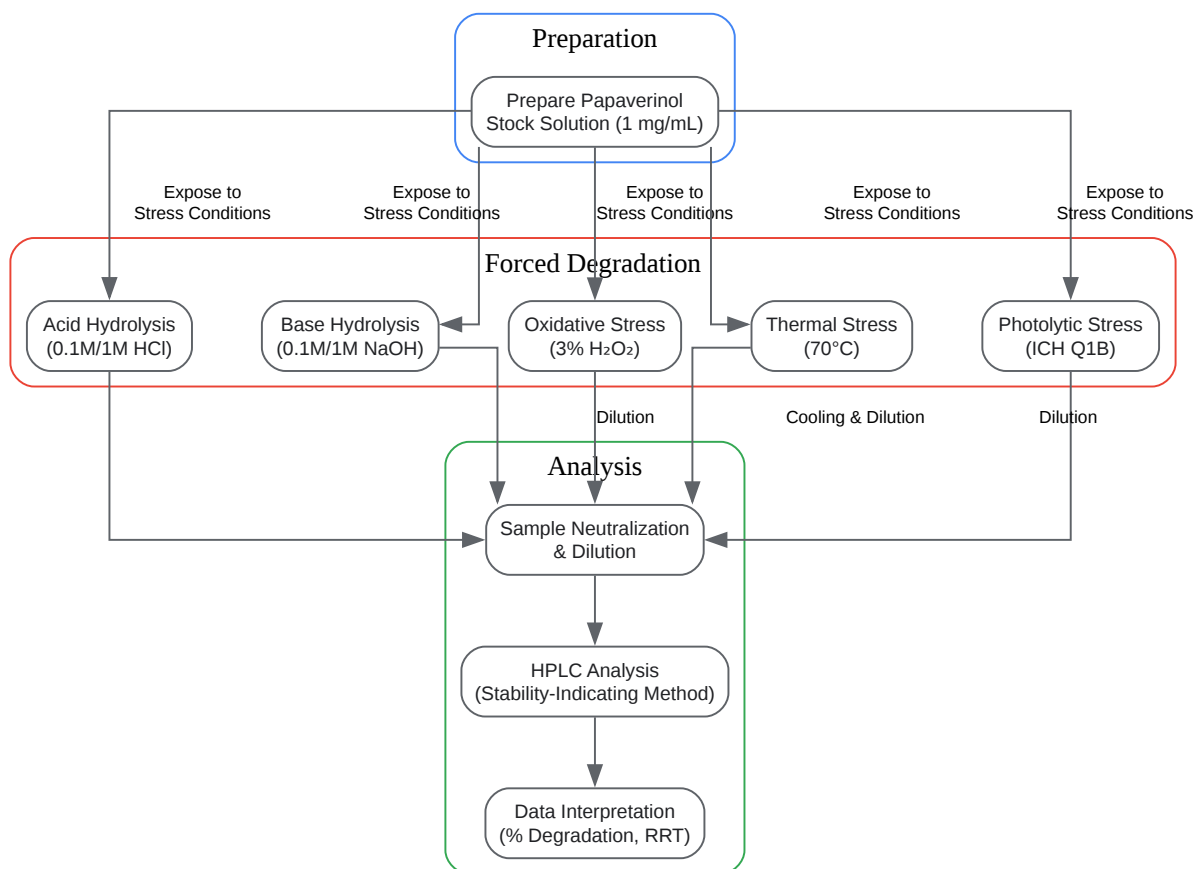 Preparation
Prepare Papaverinol
Stock Solution (1 mg/mL)
Expose to
Stress Conditions
Expose to
Stress Conditions
Expose to
Stress Conditions
Expose to
Stress Conditions
Expose to
Stress Conditions
Forced Degradation
Acid Hydrolysis
(0.1M/1M HCl)
Base Hydrolysis
(0.1M/1M NaOH)
Oxidative Stress
(3% H₂O₂)
Thermal Stress
(70°C)
Photolytic Stress
(ICH Q1B)
Dilution
Cooling & Dilution
Dilution
Analysis
Sample Neutralization
& Dilution
HPLC Analysis
(Stability-Indicating Method)
Data Interpretation
(% Degradation, RRT)